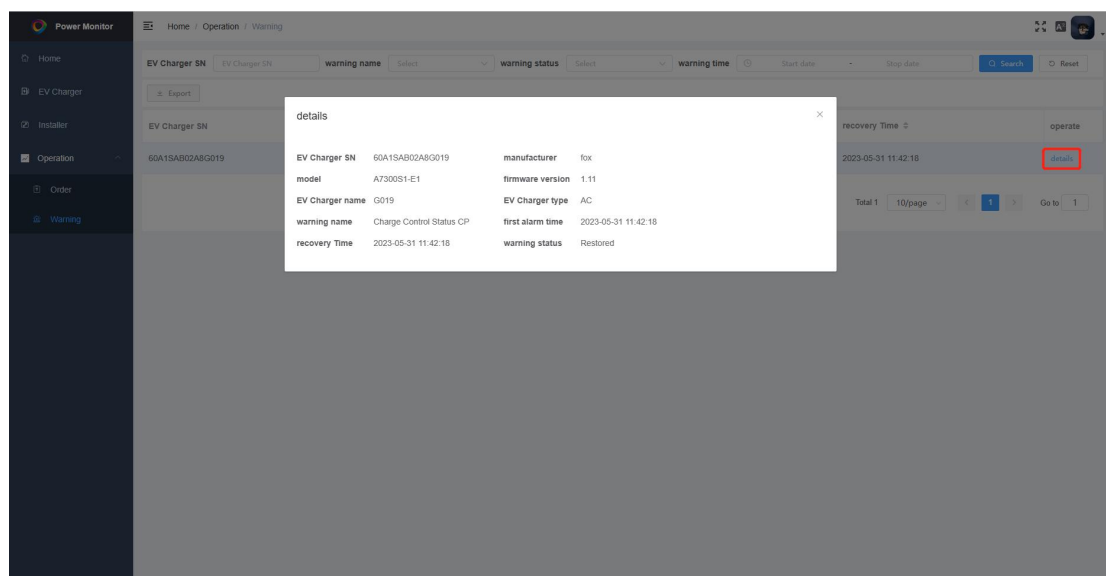 Power Monitor
Home / Operation / Warning
Home
EV Charger
Installer
Operation
Order
Warning
EV Charger SN EV Charger SN warning name Select warning status Select warning time Start date - Stop date Search Reset
Export
EV Charger SN recovery Time operate
60A1SAB02A8G019 2023-05-31 11:42:18 details
Total 1 10/page 1 Go to 1
details
EV Charger SN 60A1SAB02A8G019 manufacturer fox
model A7300S1-E1 firmware version 1.11
EV Charger name G019 EV Charger type AC
warning name Charge Control Status CP first alarm time 2023-05-31 11:42:18
recovery Time 2023-05-31 11:42:18 warning status Restored